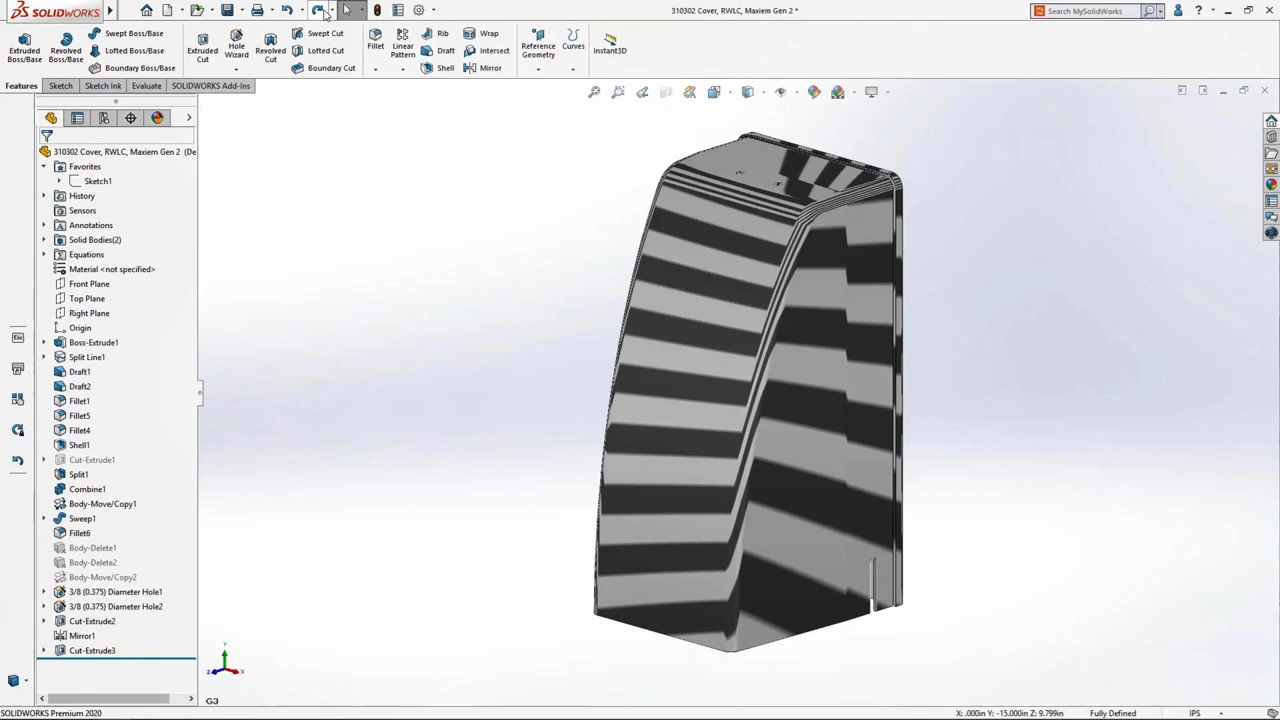 SOLIDWORKS
310302 Cover, RWLC, Maxiem Gen 2 *
Search MySolidWorks
Extruded Boss/Base
Revolved Boss/Base
Swept Boss/Base
Lofted Boss/Base
Boundary Boss/Base
Extruded Cut
Hole Wizard
Revolved Cut
Swept Cut
Lofted Cut
Boundary Cut
Fillet
Linear Pattern
Rib
Draft
Shell
Wrap
Intersect
Mirror
Reference Geometry
Curves
Instant3D
Features
Sketch
Sketch Ink
Evaluate
SOLIDWORKS Add-Ins
310302 Cover, RWLC, Maxiem Gen 2 (De
Favorites
Sketch1
History
Sensors
Annotations
Solid Bodies(2)
Equations
Material <not specified>
Front Plane
Top Plane
Right Plane
Origin
Boss-Extrude1
Split Line1
Draft1
Draft2
Fillet1
Fillet5
Fillet4
Shell1
Cut-Extrude1
Split1
Combine1
Body-Move/Copy1
Sweep1
Fillet6
Body-Delete1
Body-Delete2
Body-Move/Copy2
3/8 (0.375) Diameter Hole1
3/8 (0.375) Diameter Hole2
Cut-Extrude2
Mirror1
Cut-Extrude3
Esc
Y
Z
X
G3
SOLIDWORKS Premium 2020
X: .000in Y: -15.000in Z: 9.799in
Fully Defined
IPS